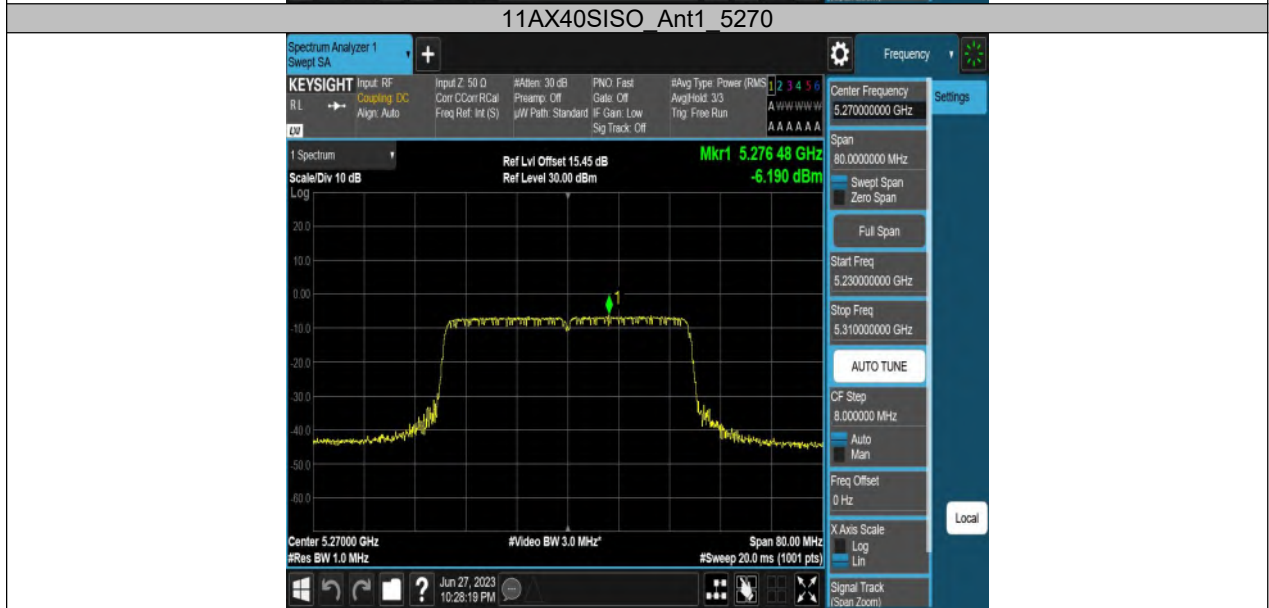 11AX40SISO_Ant1_5270
Spectrum Analyzer 1
Swept SA
+
Frequency
KEYSIGHT
RL
LXI
Input: RF
Coupling: DC
Align: Auto
Input Z: 50 Ω
Corr CCorr RCal
Freq Ref: Int (S)
#Atten: 30 dB
Preamp: Off
µW Path: Standard
PNO: Fast
Gate: Off
IF Gain: Low
Sig Track: Off
#Avg Type: Power (RMS
Avg|Hold: 3/3
Trig: Free Run
1 2 3 4 5 6
A W W W W W
A A A A A A
1 Spectrum
Scale/Div 10 dB
Log
Ref Lvl Offset 15.45 dB
Ref Level 30.00 dBm
Mkr1 5.276 48 GHz
-6.190 dBm
20.0
10.0
0.00
-10.0
-20.0
-30.0
-40.0
-50.0
-60.0
1
Center 5.27000 GHz
#Res BW 1.0 MHz
#Video BW 3.0 MHz*
Span 80.00 MHz
#Sweep 20.0 ms (1001 pts)
?
Jun 27, 2023
10:28:19 PM
Center Frequency
5.270000000 GHz
Settings
Span
80.0000000 MHz
Swept Span
Zero Span
Full Span
Start Freq
5.230000000 GHz
Stop Freq
5.310000000 GHz
AUTO TUNE
CF Step
8.000000 MHz
Auto
Man
Freq Offset
0 Hz
X Axis Scale
Log
Lin
Local
Signal Track
(Span Zoom)